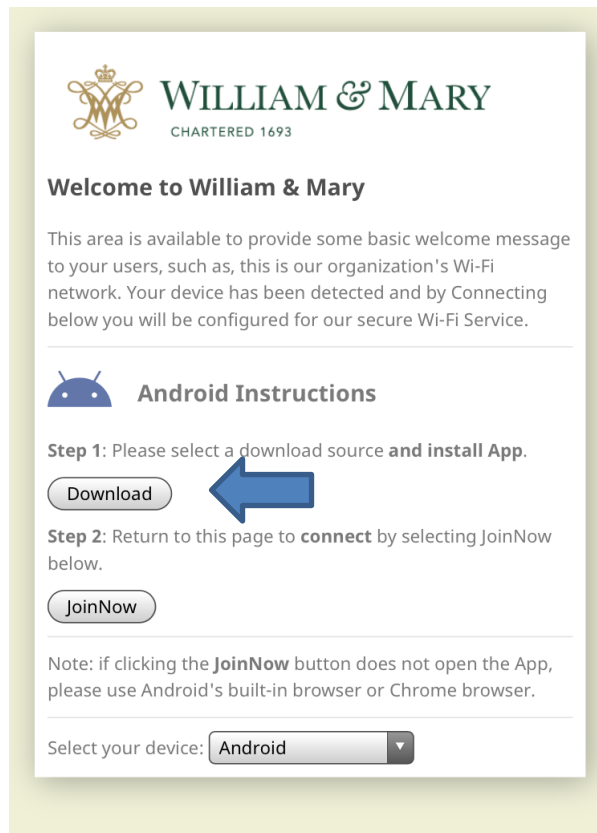 WILLIAM & MARY
CHARTERED 1693
Welcome to William & Mary
This area is available to provide some basic welcome message
to your users, such as, this is our organization's Wi-Fi
network. Your device has been detected and by Connecting
below you will be configured for our secure Wi-Fi Service.
Android Instructions
Step 1: Please select a download source and install App.
Download
Step 2: Return to this page to connect by selecting JoinNow
below.
JoinNow
Note: if clicking the JoinNow button does not open the App,
please use Android's built-in browser or Chrome browser.
Select your device: Android